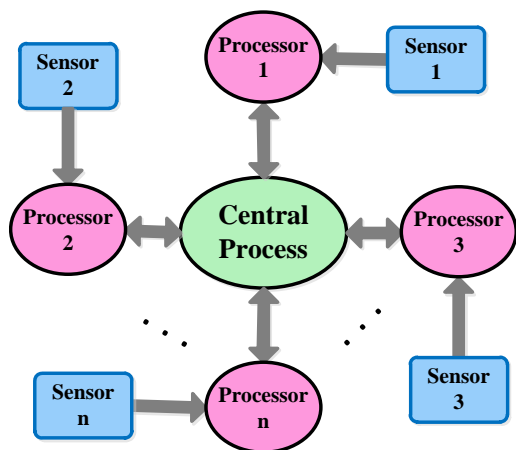 Processor
1
Sensor
1
Sensor
2
Processor
2
Central
Process
Processor
3
Sensor
n
Processor
n
Sensor
3